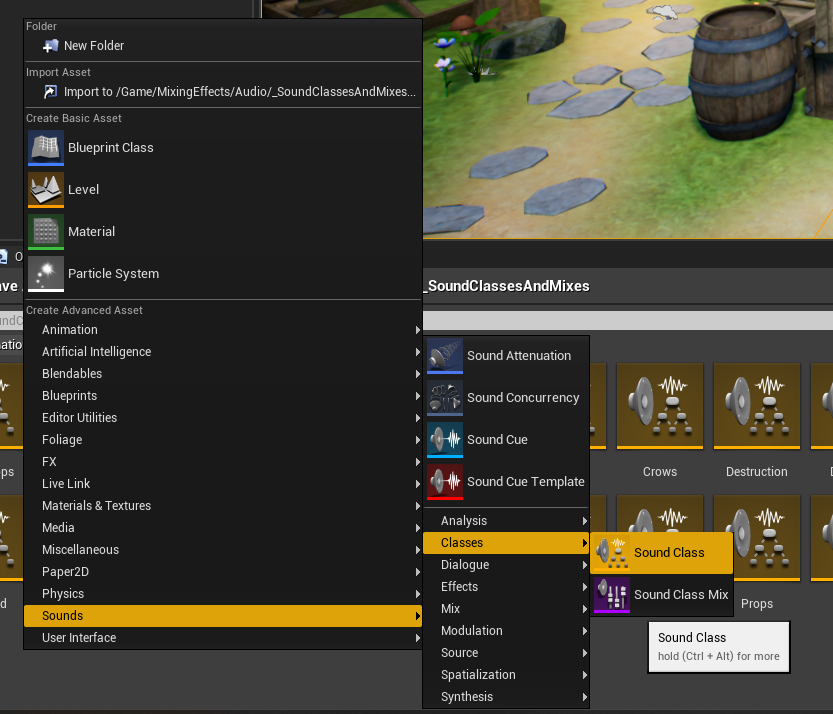 Folder
New Folder
Import Asset
Import to /Game/MixingEffects/Audio/_SoundClassesAndMixes...
Create Basic Asset
Blueprint Class
Level
Material
Particle System
Create Advanced Asset
Animation
Artificial Intelligence
Blendables
Blueprints
Editor Utilities
Foliage
FX
Live Link
Materials & Textures
Media
Miscellaneous
Paper2D
Physics
Sounds
User Interface
_SoundClassesAndMixes
Sound Attenuation
Sound Concurrency
Sound Cue
Sound Cue Template
Analysis
Classes
Dialogue
Effects
Mix
Modulation
Source
Spatialization
Synthesis
Sound Class
Sound Class Mix
Sound Class
hold (Ctrl + Alt) for more
Crows
Destruction
Props